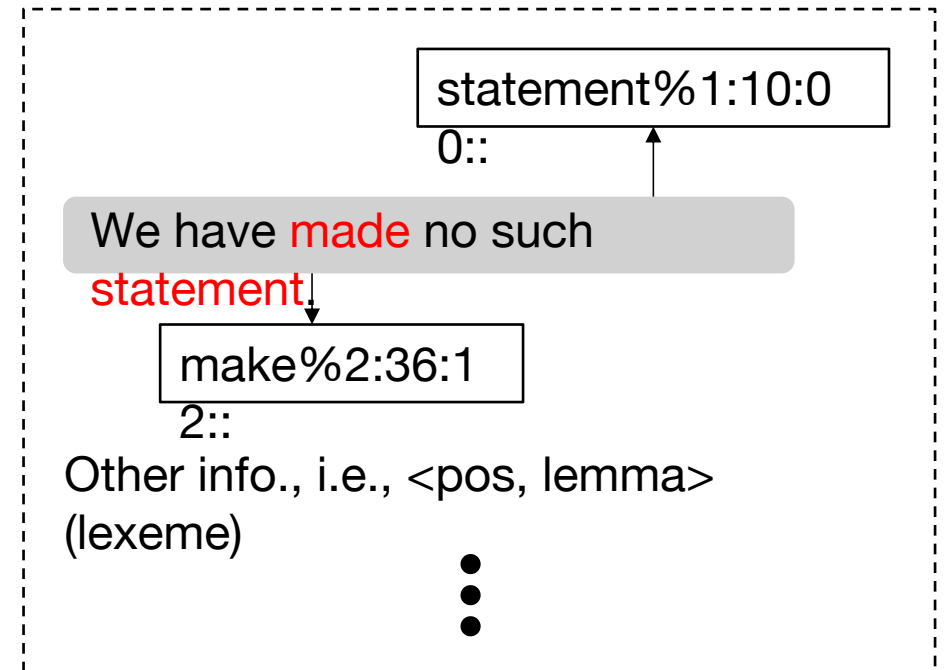 statement%1:10:0
0::
We have made no such
statement.
make%2:36:1
2::
Other info., i.e., <pos, lemma>
(lexeme)